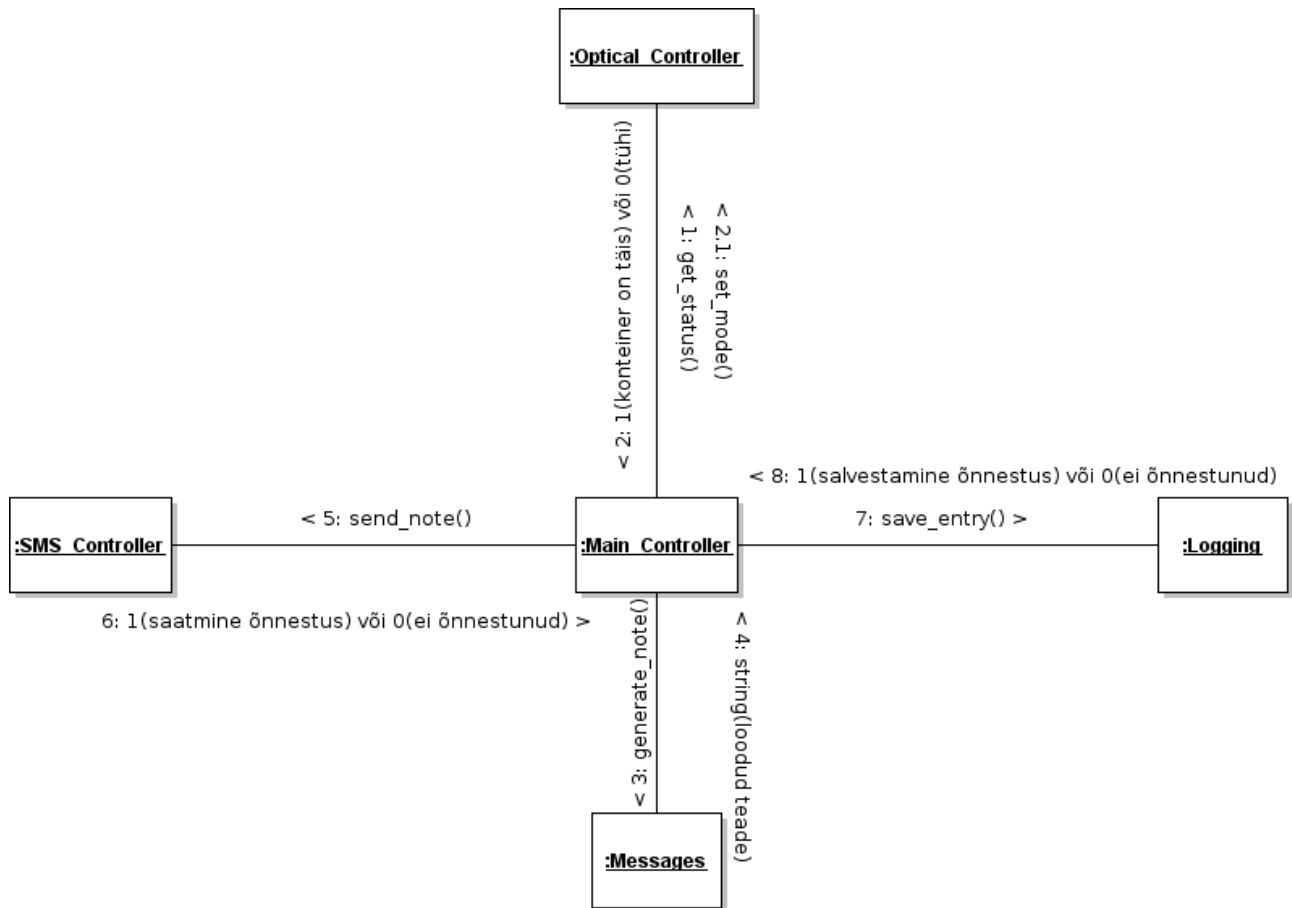 :Optical_Controller
< 2: 1(konteiner on täis) või 0(tühi)
< 1: get_status()
< 2.1: set_mode()
< 8: 1(salvestamine õnnestus) või 0(ei õnnestunud)
< 5: send_note()
7: save_entry() >
:SMS_Controller
:Main_Controller
:Logging
6: 1(saatmine õnnestus) või 0(ei õnnestunud) >
< 3: generate_note()
< 4: string(loodud teade)
:Messages